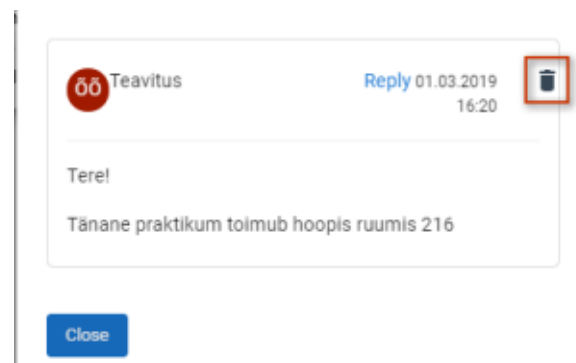 õõ Teavitus Reply 01.03.2019
16:20
Tere!
Tänane praktikum toimub hoopis ruumis 216
Close